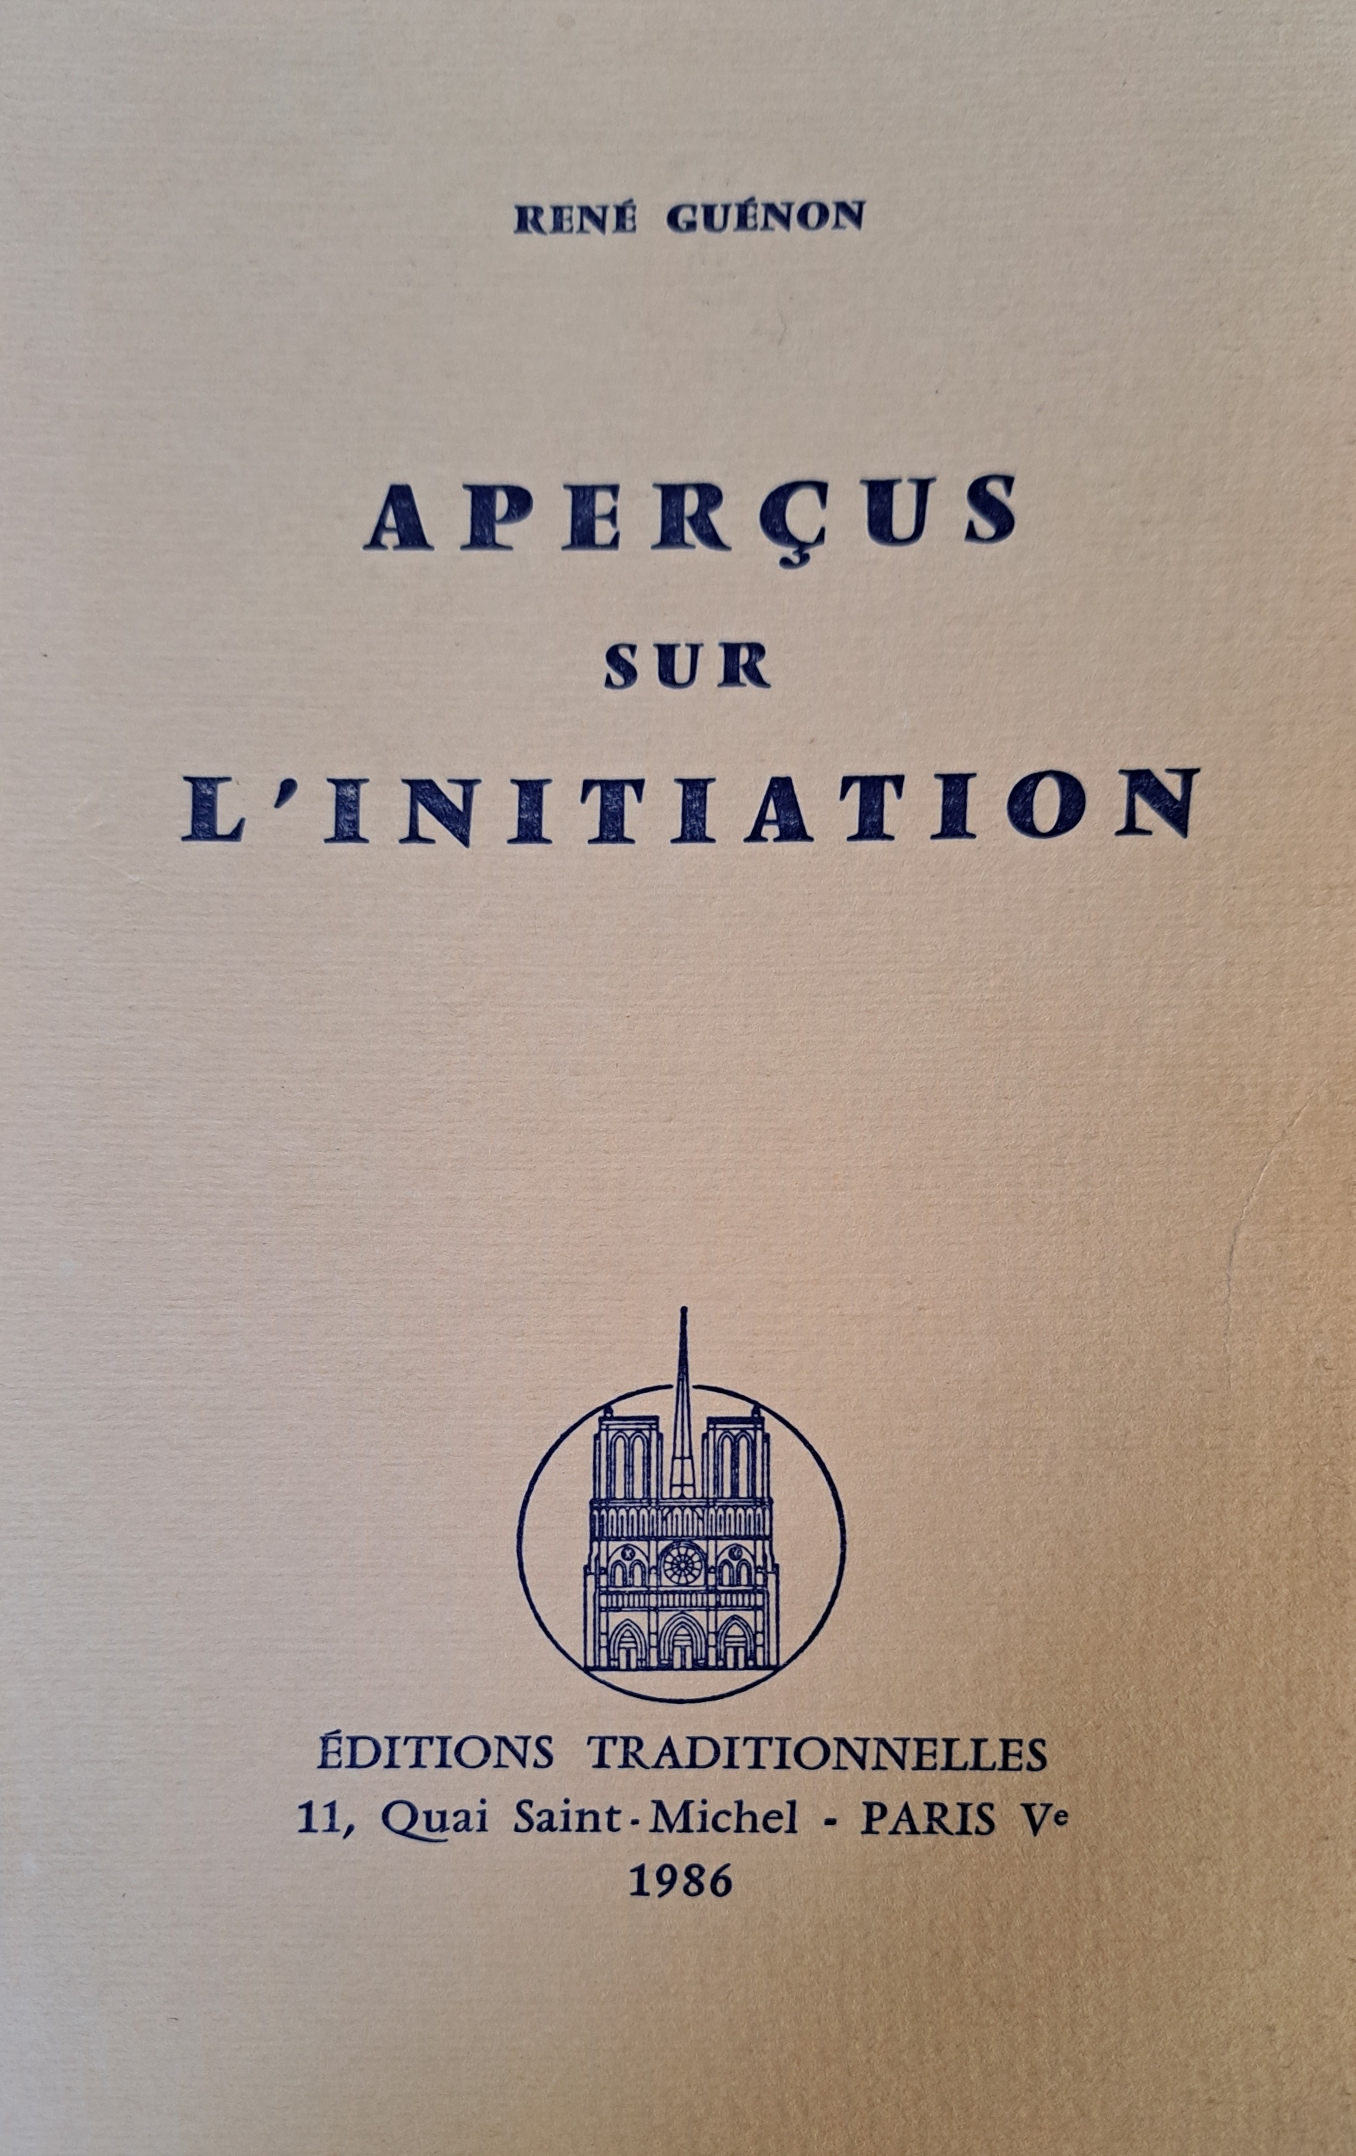 RENÉ GUÉNON
APERÇUS
SUR
L'INITIATION
ÉDITIONS TRADITIONNELLES
11, Quai Saint-Michel - PARIS Ve
1986